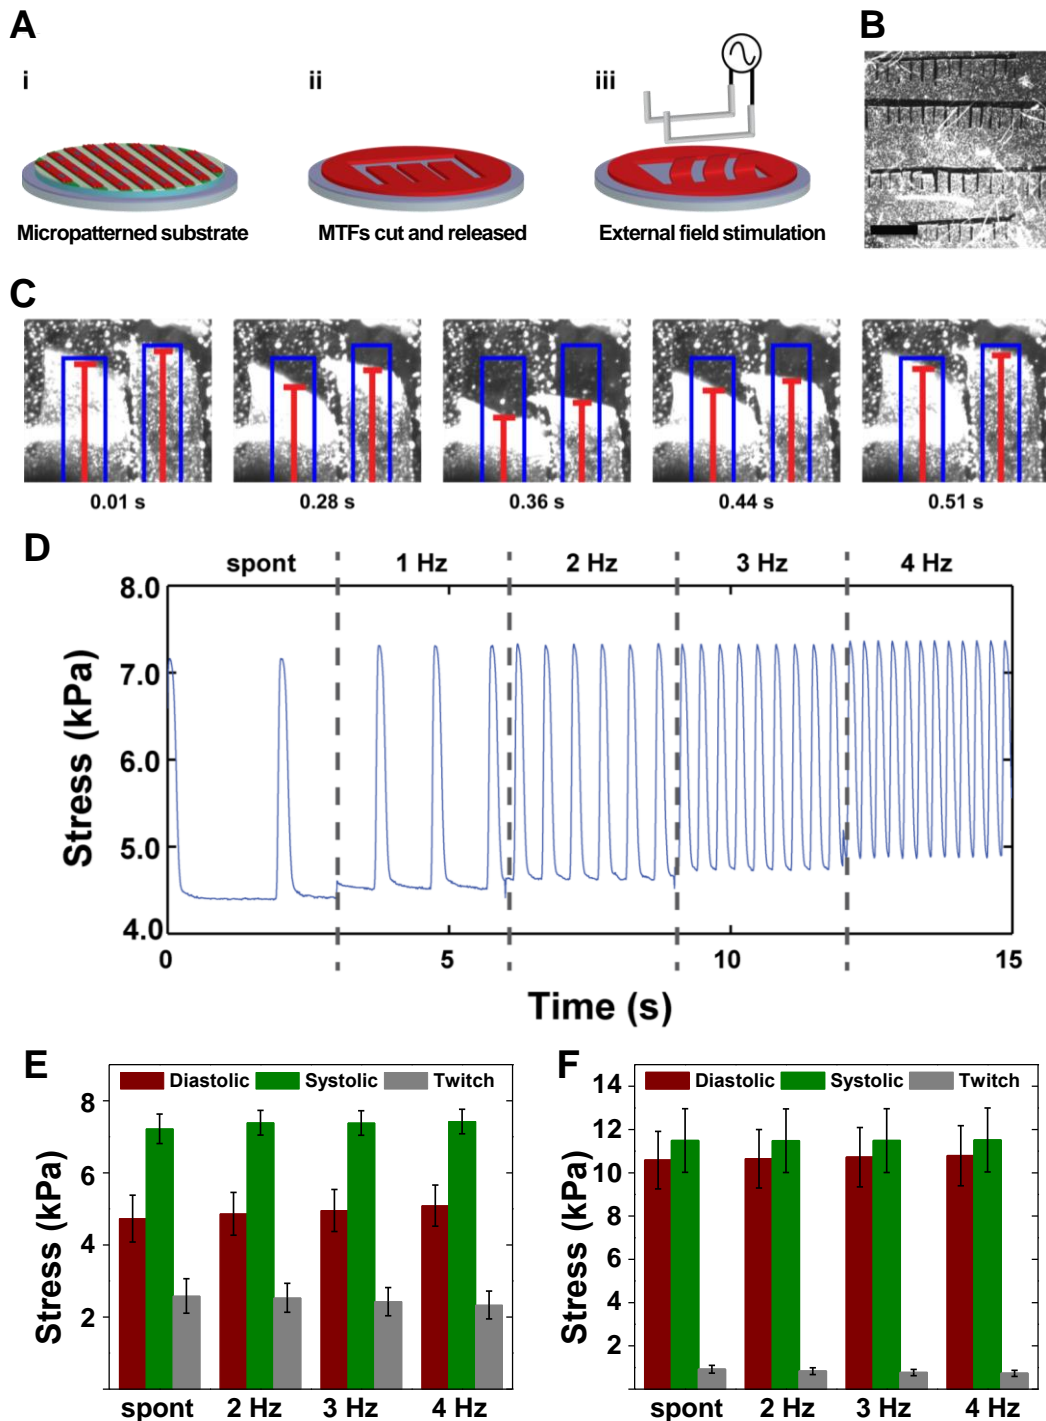 A
B
i
ii
iii
Micropatterned substrate
MTFs cut and released
External field stimulation
C
0.01 s
0.28 s
0.36 s
0.44 s
0.51 s
D
spont
1 Hz
2 Hz
3 Hz
4 Hz
8.0
7.0
6.0
5.0
4.0
Stress (kPa)
0
5
10
15
Time (s)
E
Diastolic
Systolic
Twitch
8
6
4
2
Stress (kPa)
spont
2 Hz
3 Hz
4 Hz
F
Diastolic
Systolic
Twitch
14
12
10
8
6
4
2
Stress (kPa)
spont
2 Hz
3 Hz
4 Hz